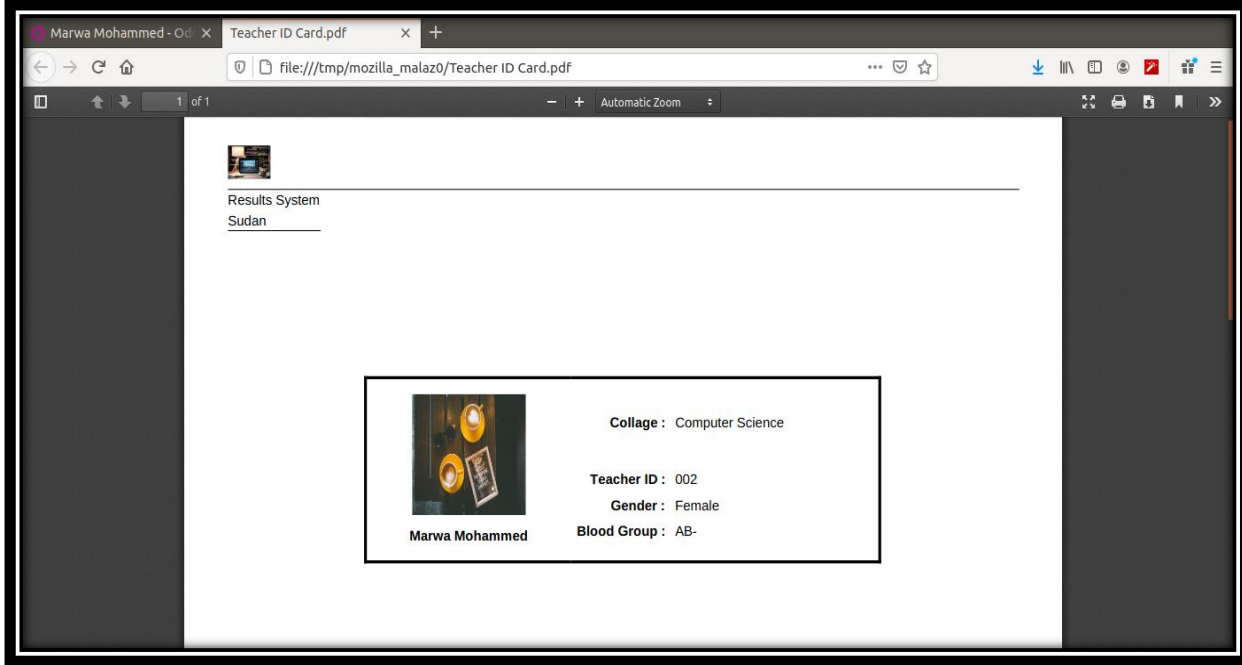 Marwa Mohammed - Od
Teacher ID Card.pdf
file:///tmp/mozilla_malaz0/Teacher ID Card.pdf
1 of 1
Automatic Zoom
Results System
Sudan
Collage : Computer Science
Teacher ID : 002
Gender : Female
Blood Group : AB-
Marwa Mohammed